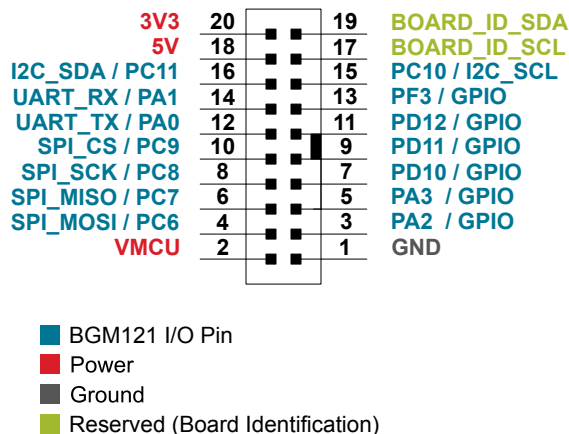 3V3 20 19 BOARD_ID_SDA
5V 18 17 BOARD_ID_SCL
I2C_SDA / PC11 16 15 PC10 / I2C_SCL
UART_RX / PA1 14 13 PF3 / GPIO
UART_TX / PA0 12 11 PD12 / GPIO
SPI_CS / PC9 10 9 PD11 / GPIO
SPI_SCK / PC8 8 7 PD10 / GPIO
SPI_MISO / PC7 6 5 PA3 / GPIO
SPI_MOSI / PC6 4 3 PA2 / GPIO
VMCU 2 1 GND
BGM121 I/O Pin
Power
Ground
Reserved (Board Identification)